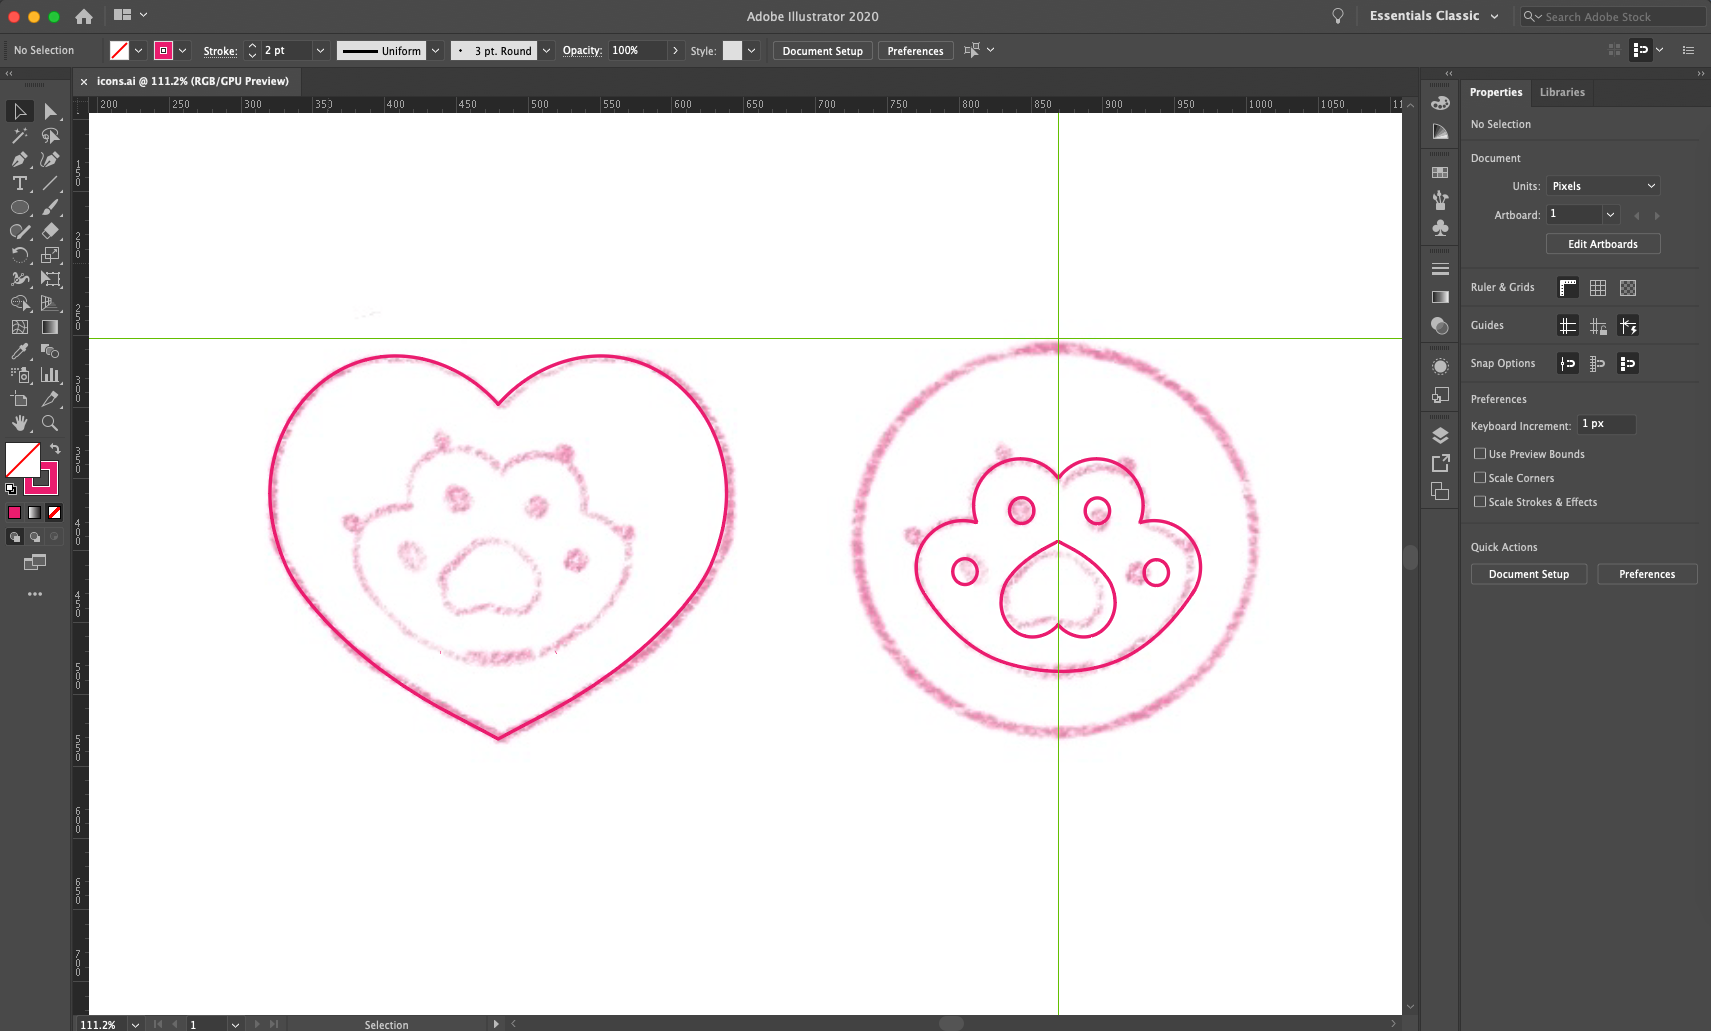 Adobe Illustrator 2020
Essentials Classic
Search Adobe Stock
No Selection
Stroke:
2 pt
Uniform
3 pt. Round
Opacity:
100%
Style:
Document Setup
Preferences
icons.ai @ 111.2% (RGB/GPU Preview)
200
250
300
350
400
450
500
550
600
650
700
750
800
850
900
950
1000
1050
11
150
200
250
300
350
400
450
500
550
600
650
700
Properties
Libraries
No Selection
Document
Units:
Pixels
Artboard:
1
Edit Artboards
Ruler & Grids
Guides
Snap Options
Preferences
Keyboard Increment:
1 px
Use Preview Bounds
Scale Corners
Scale Strokes & Effects
Quick Actions
Document Setup
Preferences
111.2%
1
Selection